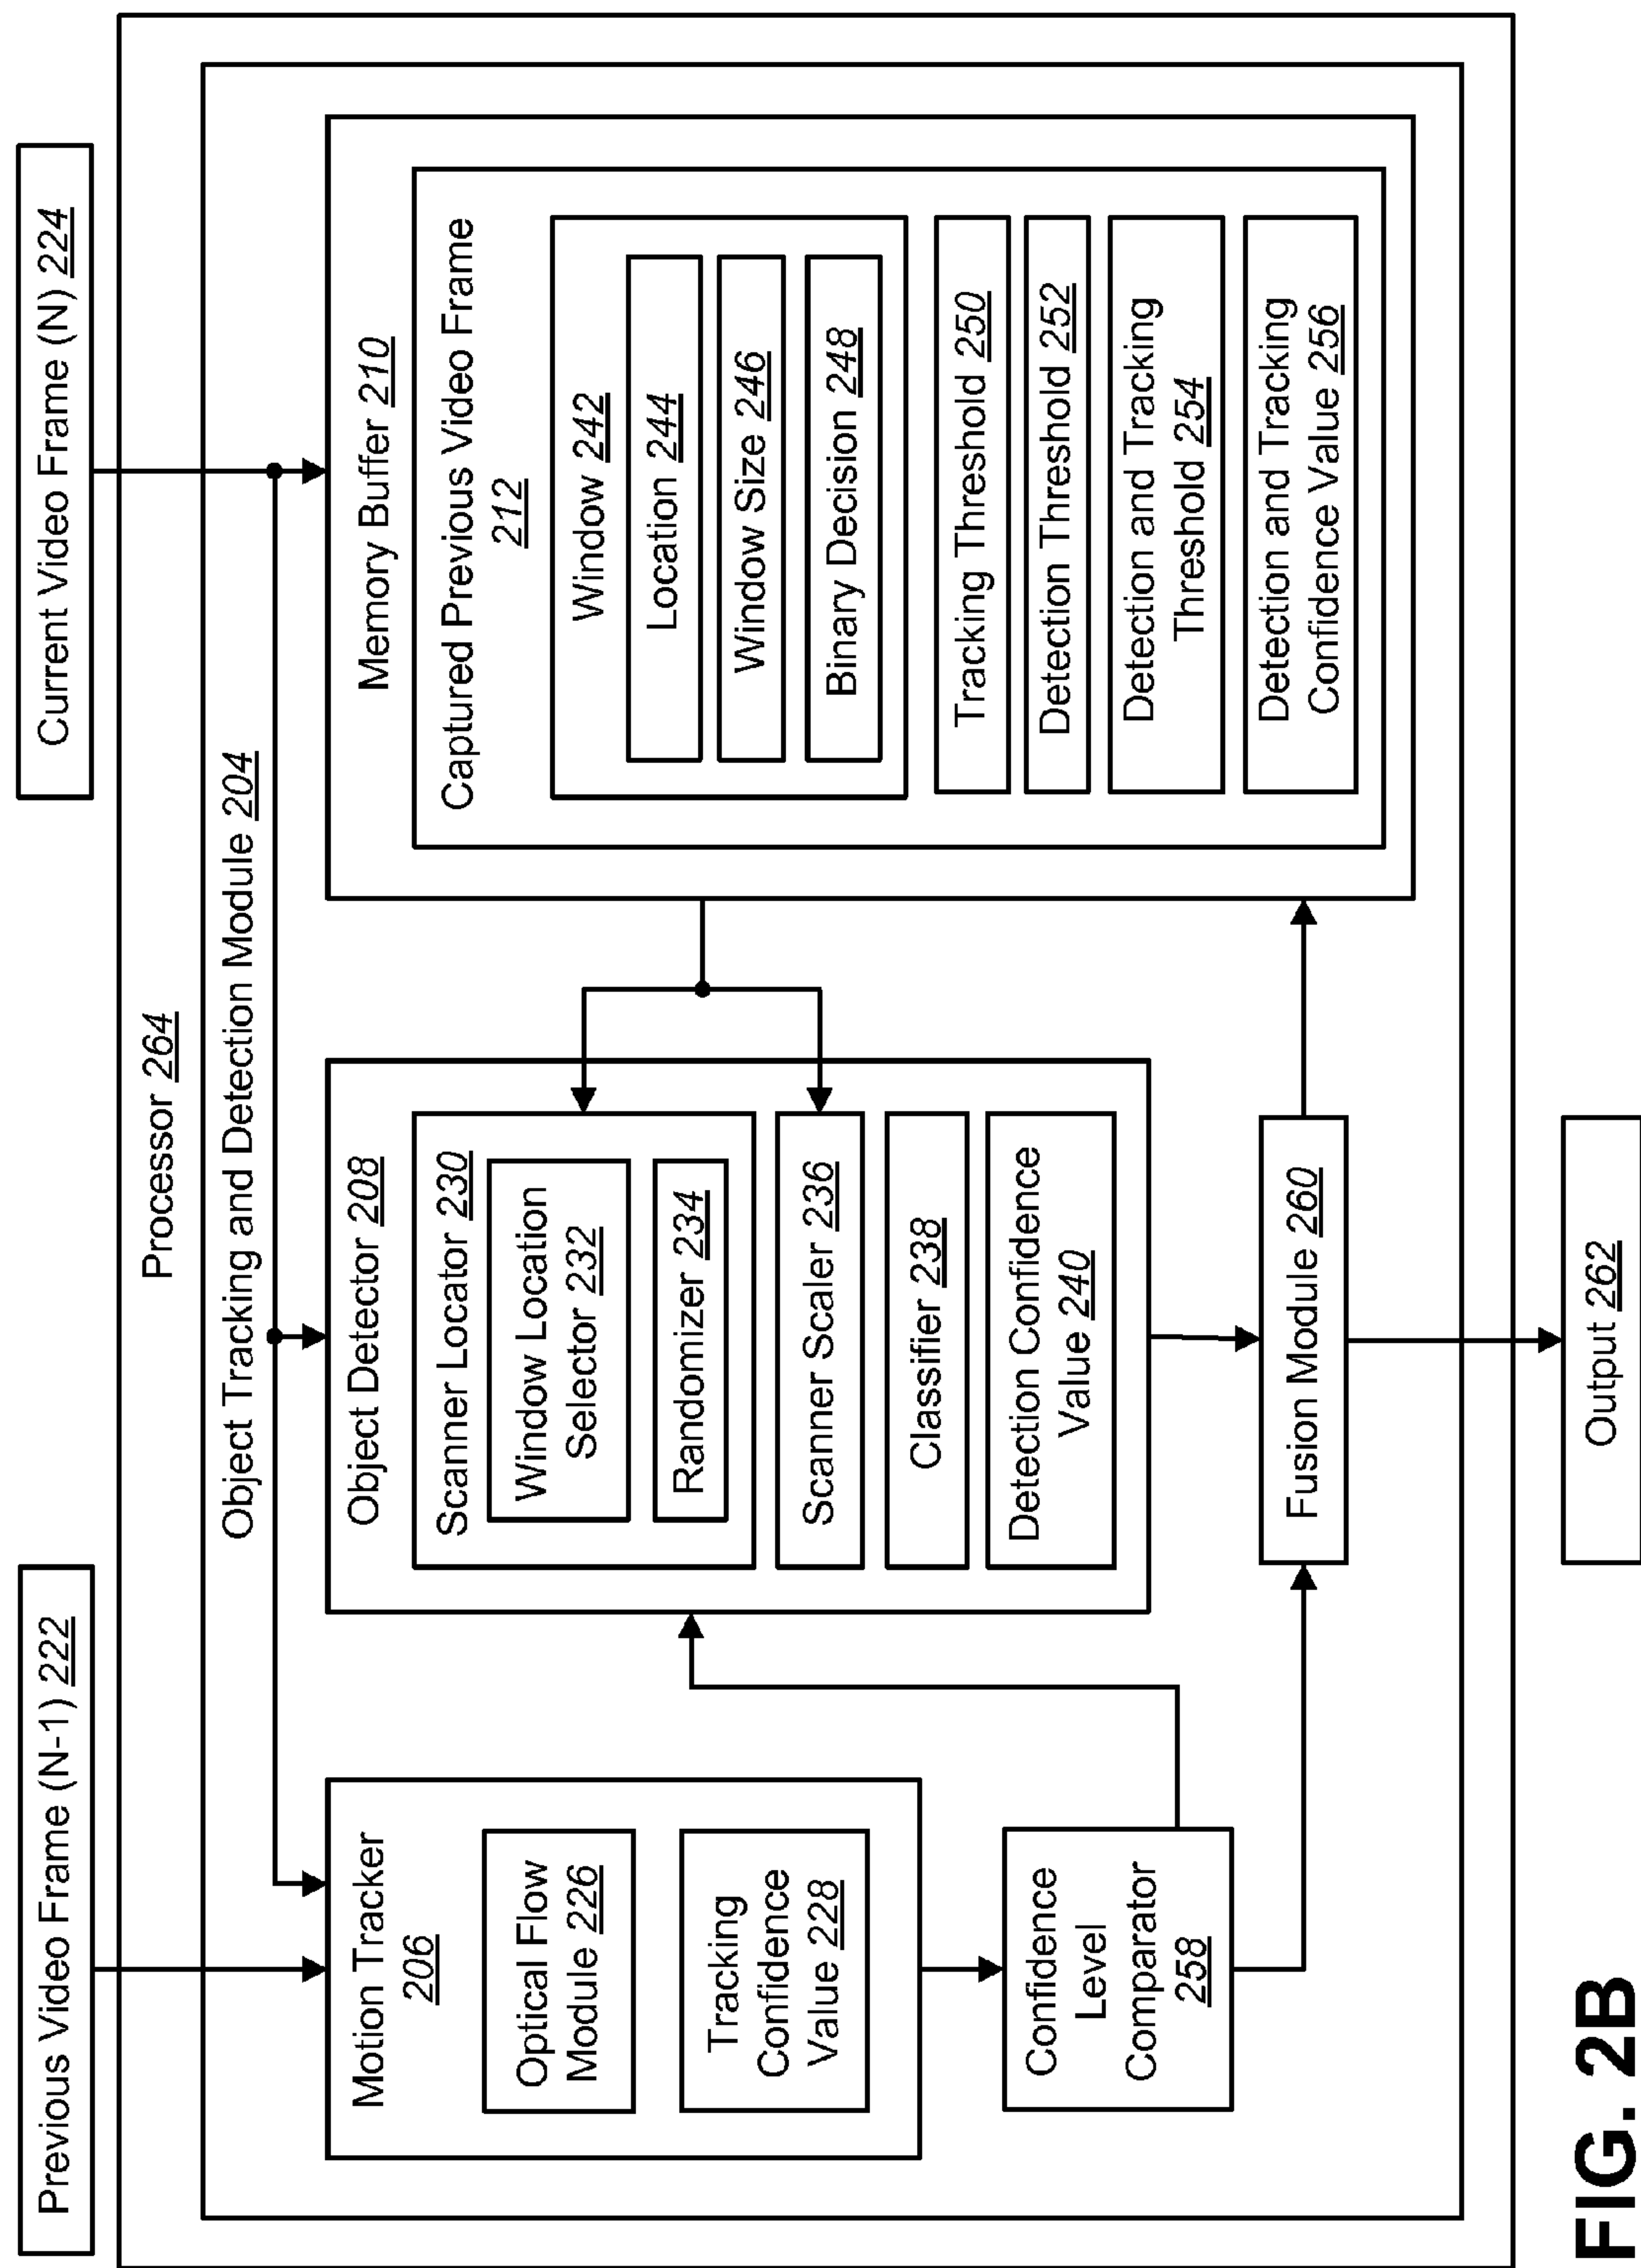 Previous Video Frame (N-1) 222
Current Video Frame (N) 224
Processor 264
Object Tracking and Detection Module 204
Motion Tracker
206
Optical Flow
Module 226
Tracking
Confidence
Value 228
Confidence
Level
Comparator
258
Object Detector 208
Scanner Locator 230
Window Location
Selector 232
Randomizer 234
Scanner Scaler 236
Classifier 238
Detection Confidence
Value 240
Fusion Module 260
Memory Buffer 210
Captured Previous Video Frame
212
Window 242
Location 244
Window Size 246
Binary Decision 248
Tracking Threshold 250
Detection Threshold 252
Detection and Tracking
Threshold 254
Detection and Tracking
Confidence Value 256
Output 262
FIG. 2B